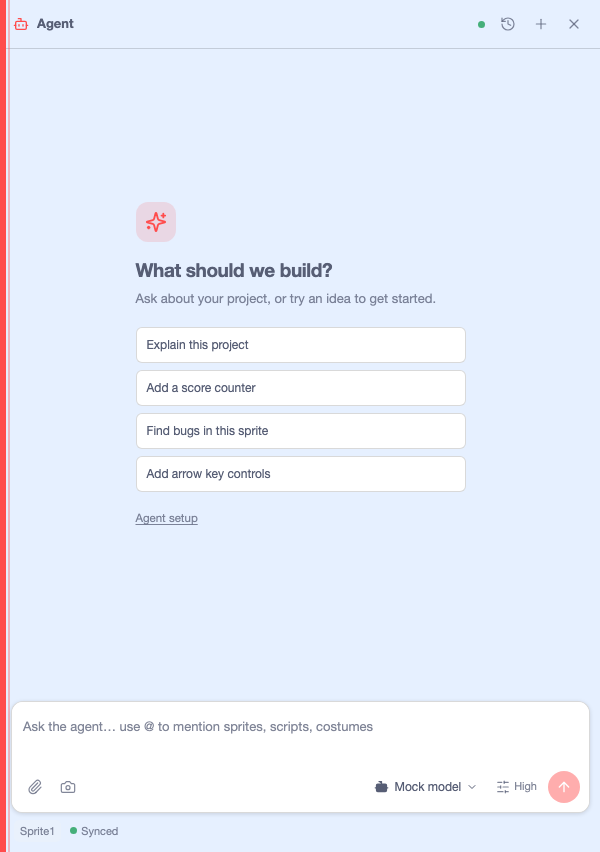 Agent
What should we build?
Ask about your project, or try an idea to get started.
Explain this project
Add a score counter
Find bugs in this sprite
Add arrow key controls
Agent setup
Ask the agent… use @ to mention sprites, scripts, costumes
Mock model
High
Sprite1
Synced